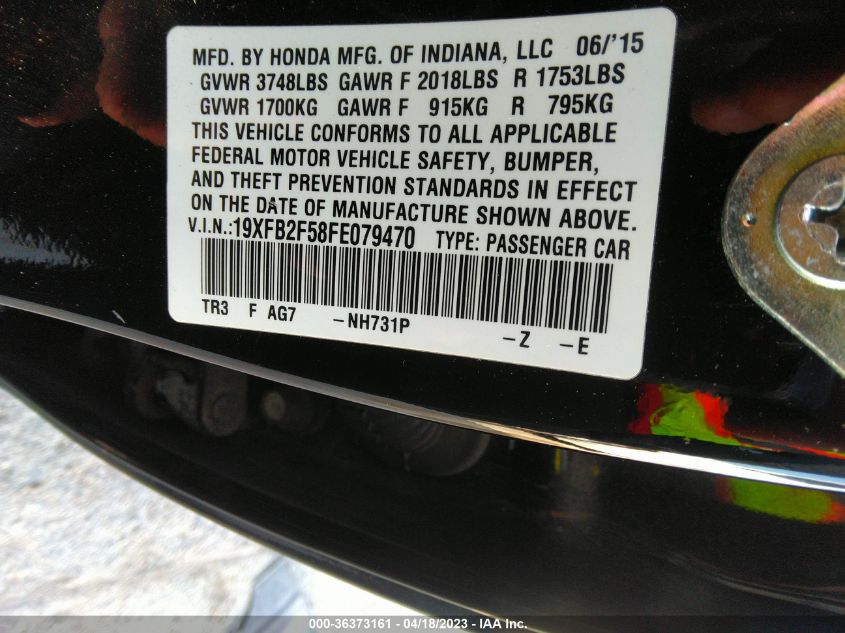 MFD. BY HONDA MFG. OF INDIANA, LLC 06/'15
GVWR 3748LBS GAWR F 2018LBS R 1753LBS
GVWR 1700KG GAWR F 915KG R 795KG
THIS VEHICLE CONFORMS TO ALL APPLICABLE
FEDERAL MOTOR VEHICLE SAFETY, BUMPER,
AND THEFT PREVENTION STANDARDS IN EFFECT
ON THE DATE OF MANUFACTURE SHOWN ABOVE.
V.I.N.:19XFB2F58FE079470 TYPE: PASSENGER CAR
TR3 F AG7 -NH731P -Z -E
000-36373161 - 04/18/2023 - © IAA Inc.